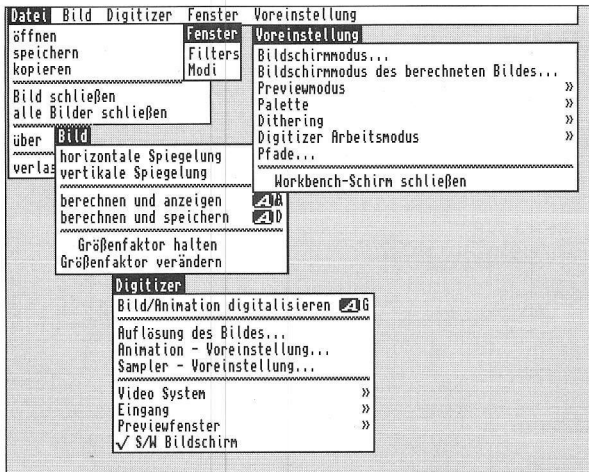 Datei Bild Digitizer Fenster Voreinstellung
öffnen
speichern
kopieren
Bild schließen
alle Bilder schließen
über
verlas
Fenster
Filters
Modi
Voreinstellung
Bildschirmmodus...
Bildschirmmodus des berechneten Bildes...
Previewmodus »
Palette »
Dithering »
Digitizer Arbeitsmodus »
Pfade...
Workbench-Schirm schließen
Bild
horizontale Spiegelung
vertikale Spiegelung
berechnen und anzeigen A A
berechnen und speichern A D
Größenfaktor halten
Größenfaktor verändern
Digitizer
Bild/Animation digitalisieren A G
Auflösung des Bildes...
Animation - Voreinstellung...
Sampler - Voreinstellung...
Video System »
Eingang »
Previewfenster »
✓ S/W Bildschirm